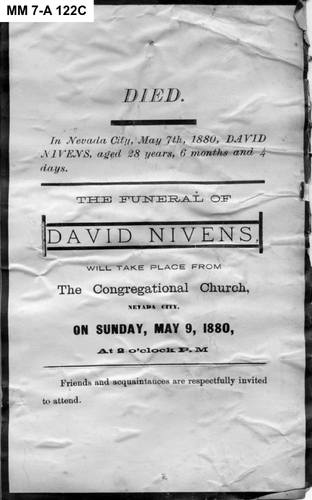 MM 7-A 122C
DIED.
In Nevada City, May 7th, 1880, DAVID
NIVENS, aged 28 years, 6 months and 4
days.
THE FUNERAL OF
DAVID NIVENS,
WILL TAKE PLACE FROM
The Congregational Church,
NEVADA CITY,
ON SUNDAY, MAY 9, 1880,
At 2 o'clock P. M
Friends and acquaintances are respectfully invited
to attend.